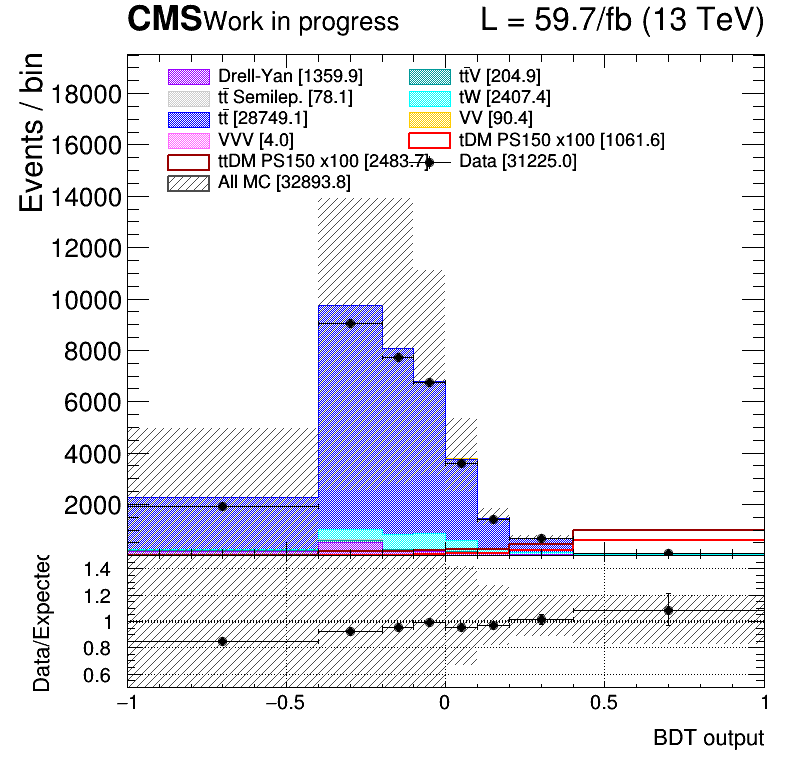 CMS Work in progress L = 59.7/fb (13 TeV)
Events / bin
Drell-Yan [1359.9] tt̄V [204.9]
tt̄ Semilep. [78.1] tW [2407.4]
tt̄ [28749.1] VV [90.4]
VVV [4.0] tDM PS150 x100 [1061.6]
ttDM PS150 x100 [2483.7] Data [31225.0]
All MC [32893.8]
18000
16000
14000
12000
10000
8000
6000
4000
2000
Data/Expected
1.4
1.2
1
0.8
0.6
−1 −0.5 0 0.5 1
BDT output